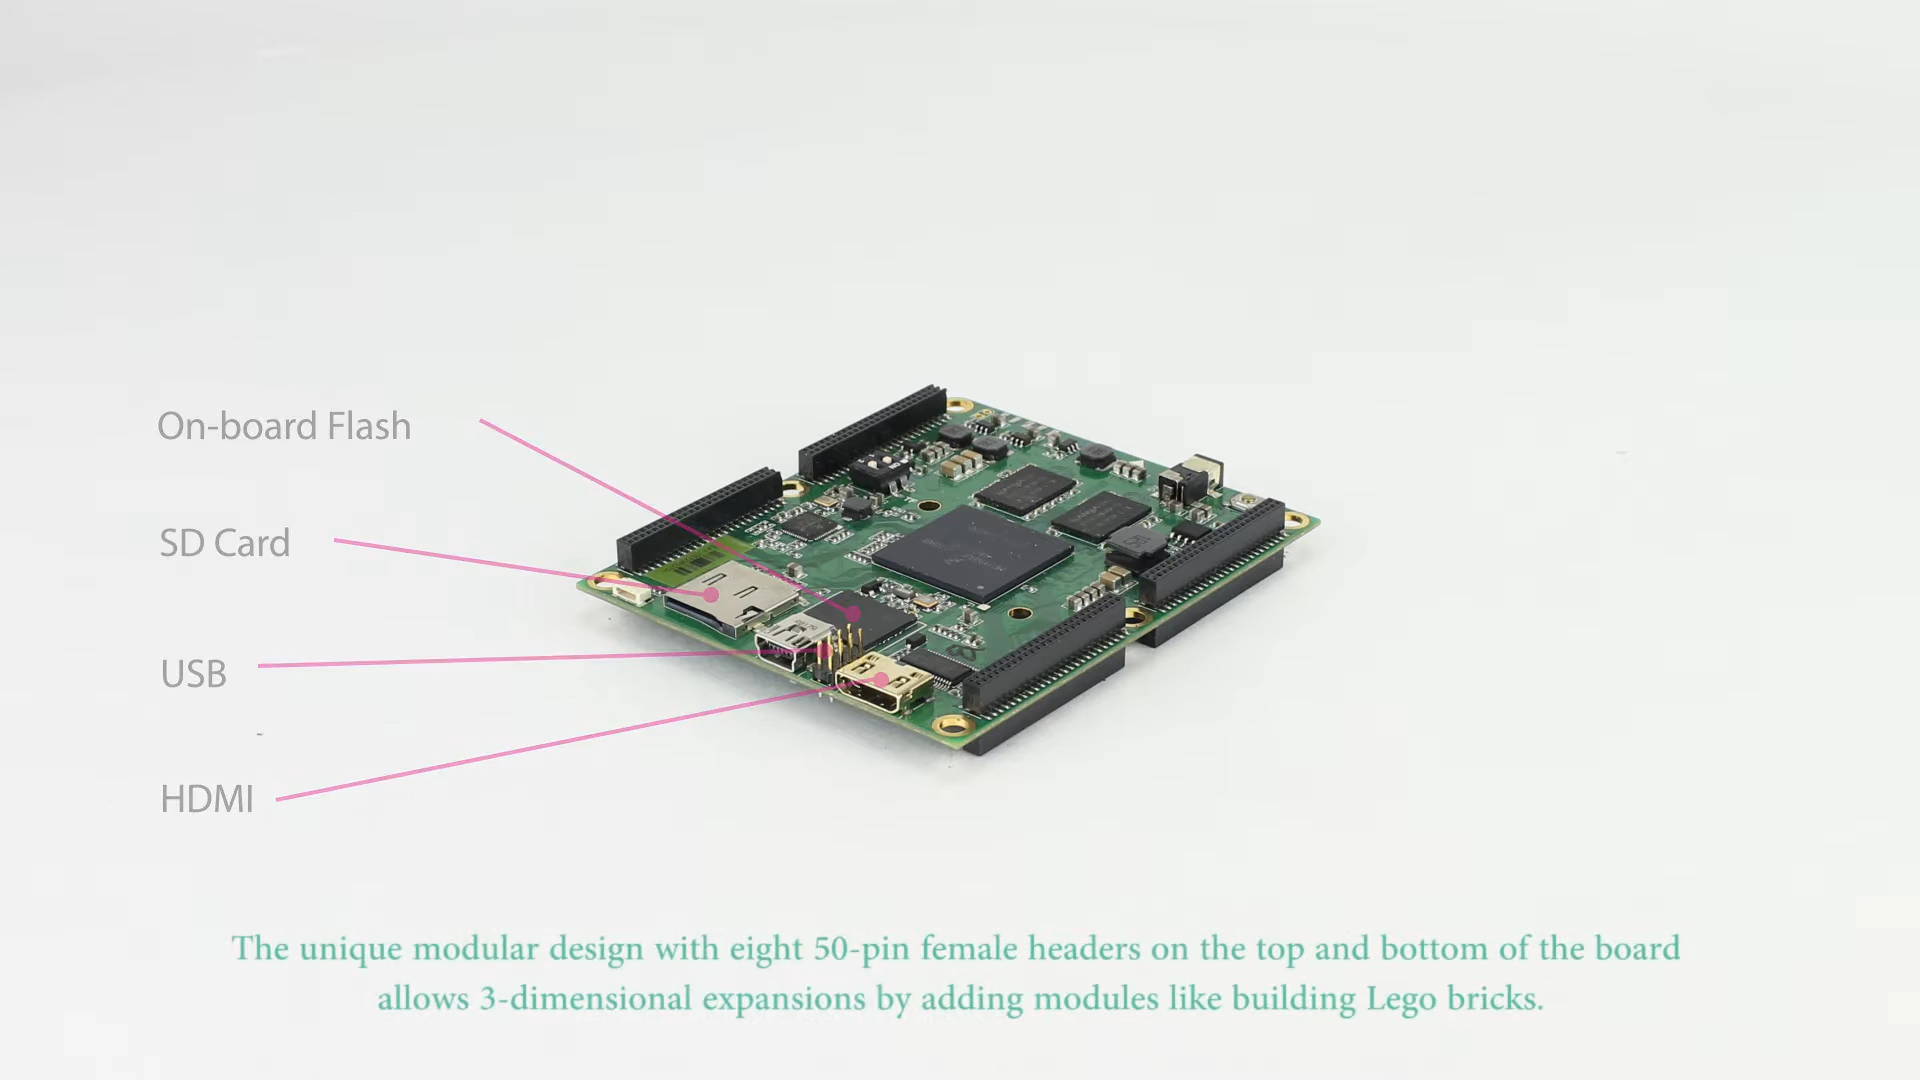 On-board Flash
SD Card
USB
HDMI
The unique modular design with eight 50-pin female headers on the top and bottom of the board
allows 3-dimensional expansions by adding modules like building Lego bricks.